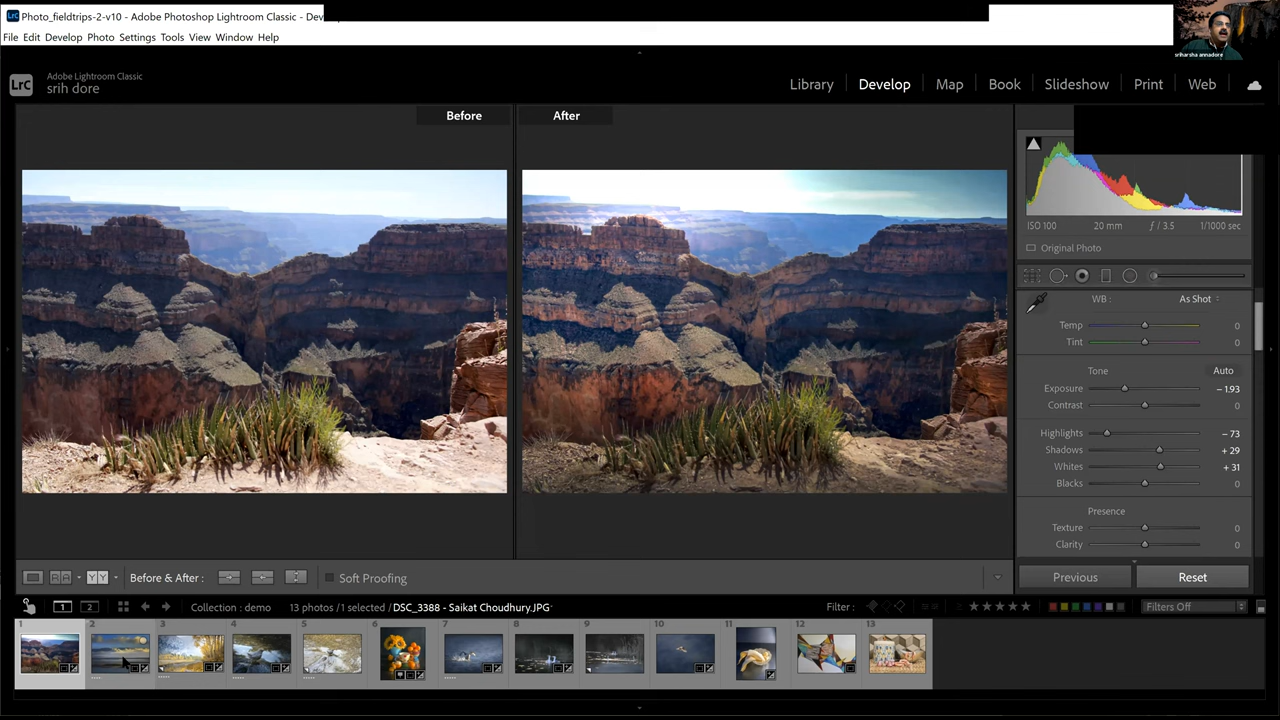 Photo_fieldtrips-2-v10 - Adobe Photoshop Lightroom Classic - Dev
File Edit Develop Photo Settings Tools View Window Help
sriharsha annadore
LrC
Adobe Lightroom Classic
srih dore
Library Develop Map Book Slideshow Print Web
Before
After
ISO 100 20 mm ƒ / 3.5 1/1000 sec
Original Photo
WB : As Shot
Temp 0
Tint 0
Tone Auto
Exposure – 1.93
Contrast 0
Highlights – 73
Shadows + 29
Whites + 31
Blacks 0
Presence
Texture 0
Clarity 0
Before & After : Soft Proofing
Previous Reset
1 2 Collection : demo 13 photos / 1 selected / DSC_3388 - Saikat Choudhury.JPG
Filter : Filters Off
1 2 3 4 5 6 7 8 9 10 11 12 13